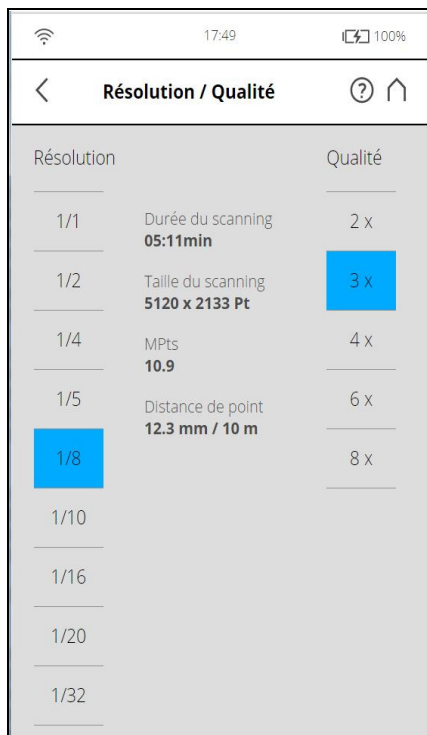 17:49
100%
Résolution / Qualité
Résolution
Qualité
1/1
1/2
1/4
1/5
1/8
1/10
1/16
1/20
1/32
Durée du scanning
05:11min
Taille du scanning
5120 x 2133 Pt
MPts
10.9
Distance de point
12.3 mm / 10 m
2 x
3 x
4 x
6 x
8 x